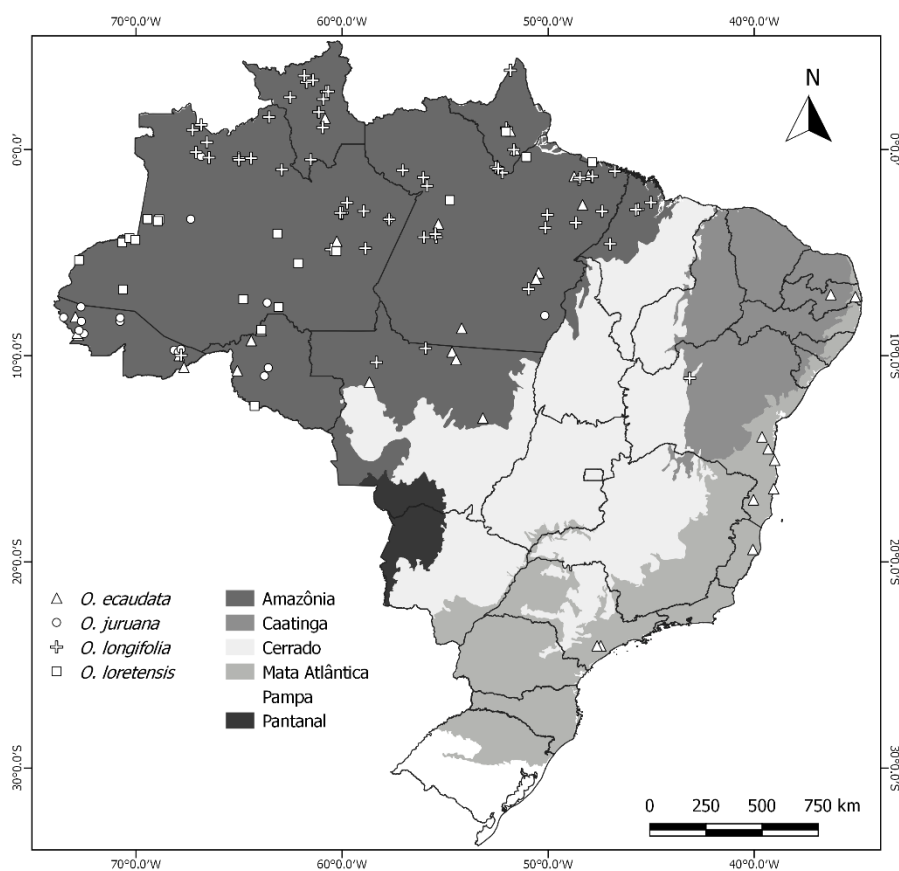 70°0.0'W 60°0.0'W 50°0.0'W 40°0.0'W
N
0°0.0' 0°0.0'
10°0.0'S 10°0.0'S
20°0.0'S 20°0.0'S
30°0.0'S 30°0.0'S
O. ecaudata
O. juruana
O. longifolia
O. loretensis
Amazônia
Caatinga
Cerrado
Mata Atlântica
Pampa
Pantanal
0 250 500 750 km
70°0.0'W 60°0.0'W 50°0.0'W 40°0.0'W